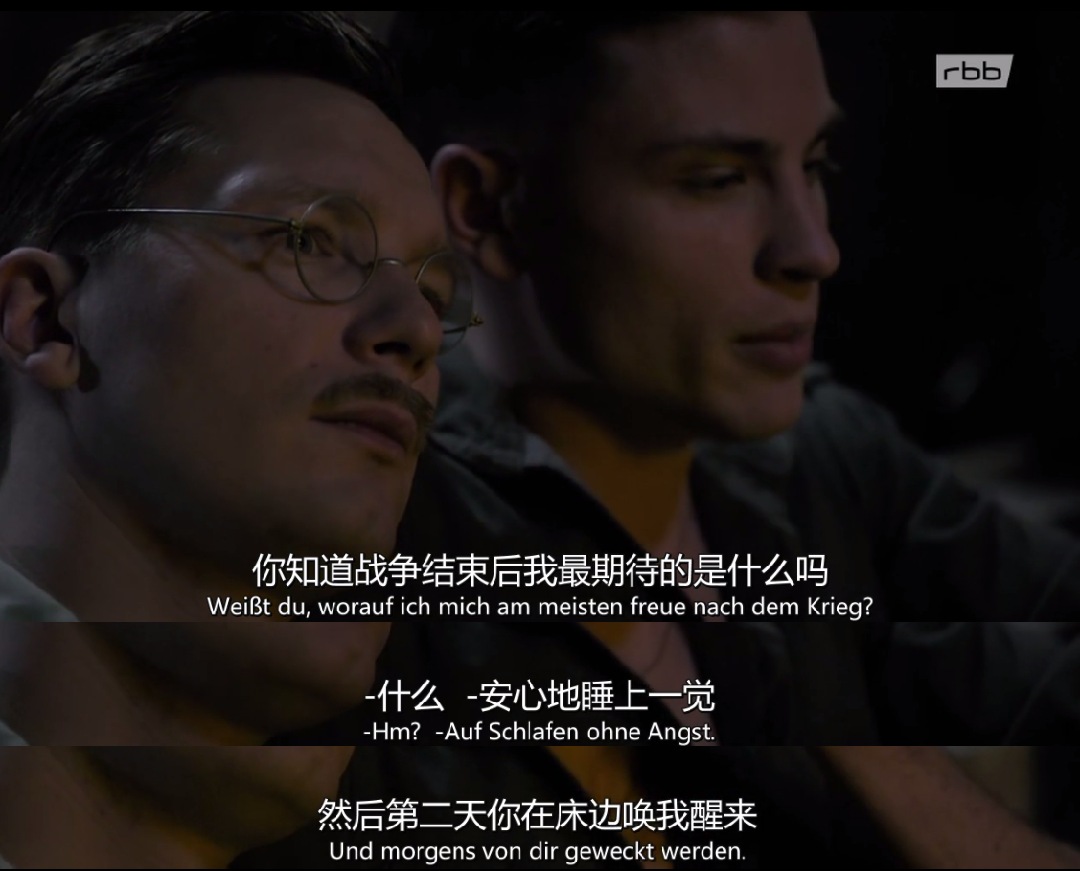 rbb
你知道战争结束后我最期待的是什么吗
Weißt du, worauf ich mich am meisten freue nach dem Krieg?
-什么 -安心地睡上一觉
-Hm? -Auf Schlafen ohne Angst.
然后第二天你在床边唤我醒来
Und morgens von dir geweckt werden.